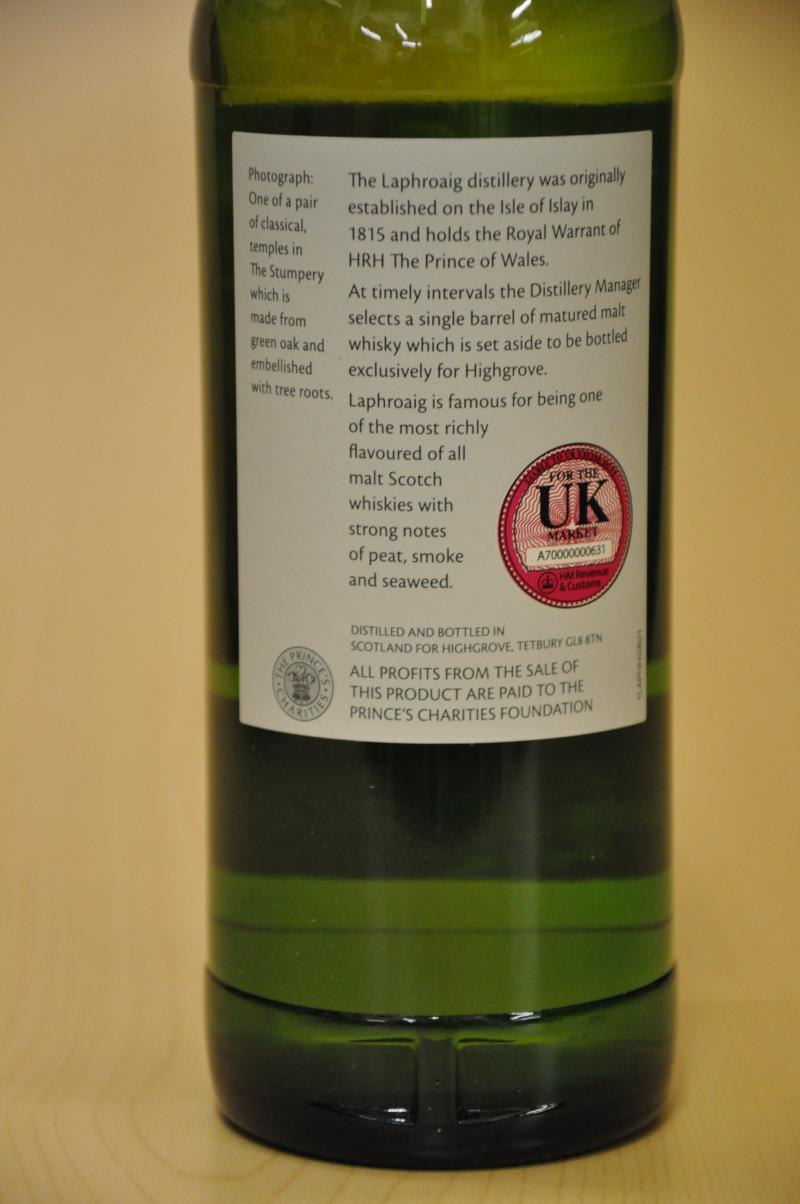 Photograph:
One of a pair
of classical,
temples in
The Stumpery
which is
made from
green oak and
embellished
with tree roots.
The Laphroaig distillery was originally
established on the Isle of Islay in
1815 and holds the Royal Warrant of
HRH The Prince of Wales.
At timely intervals the Distillery Manager
selects a single barrel of matured malt
whisky which is set aside to be bottled
exclusively for Highgrove.
Laphroaig is famous for being one
of the most richly
flavoured of all
malt Scotch
whiskies with
strong notes
of peat, smoke
and seaweed.
FOR THE
UK
MARKET
A70000000631
HM Revenue
& Customs
DISTILLED AND BOTTLED IN
SCOTLAND FOR HIGHGROVE, TETBURY GL8 8TN
THE PRINCE'S
CHARITIES
ALL PROFITS FROM THE SALE OF
THIS PRODUCT ARE PAID TO THE
PRINCE'S CHARITIES FOUNDATION